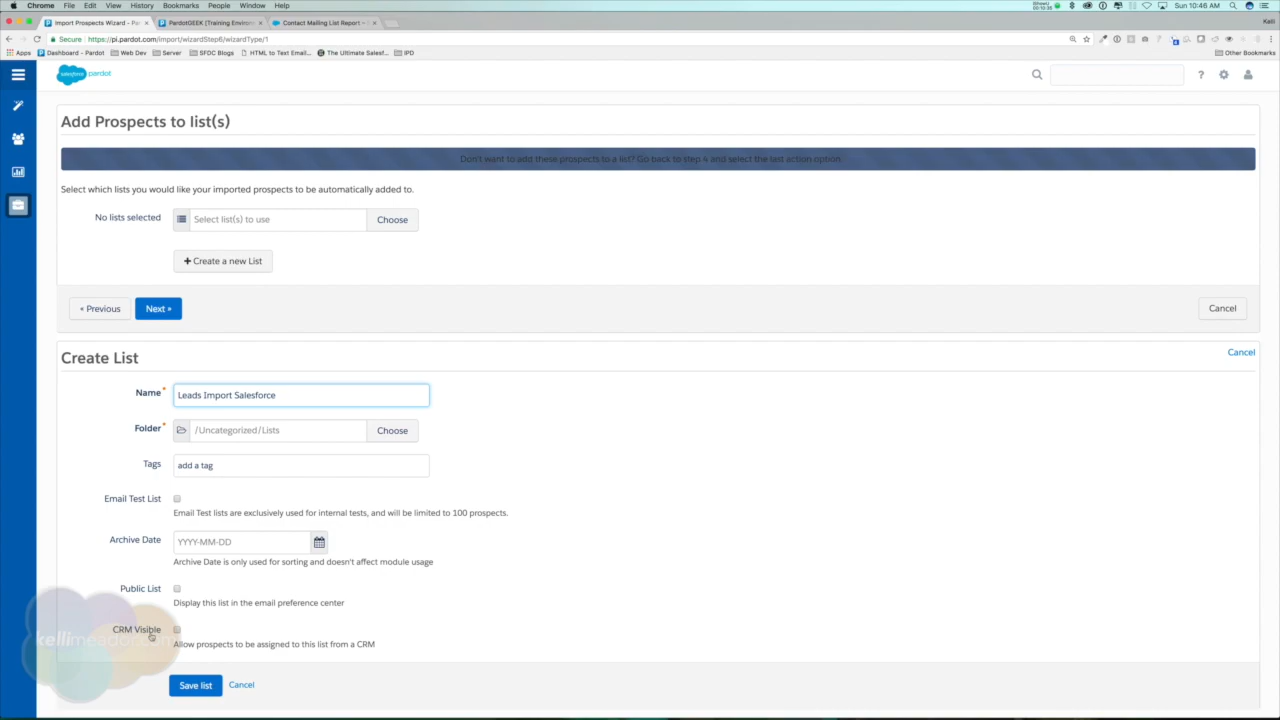 Chrome File Edit View History Bookmarks People Window Help
Sun 10:46 AM
Import Prospects Wizard - × PardotGEEK (Training Environ × Contact Mailing List Report ~ ×
Kelli
Secure https://pi.pardot.com/import/wizardStep6/wizardType/1
Apps Dashboard - Pardot Web Dev Server SFDC Blogs HTML to Text Email... The Ultimate Salesf... IPD Other Bookmarks
salesforce pardot
Add Prospects to list(s)
Don't want to add these prospects to a list? Go back to step 4 and select the last action option.
Select which lists you would like your imported prospects to be automatically added to.
No lists selected Select list(s) to use Choose
+ Create a new List
« Previous Next » Cancel
Create List Cancel
Name * Leads Import Salesforce
Folder * /Uncategorized/Lists Choose
Tags add a tag
Email Test List
Email Test lists are exclusively used for internal tests, and will be limited to 100 prospects.
Archive Date YYYY-MM-DD
Archive Date is only used for sorting and doesn't affect module usage
Public List
Display this list in the email preference center
CRM Visible
kellimeador.com
Allow prospects to be assigned to this list from a CRM
Save list Cancel